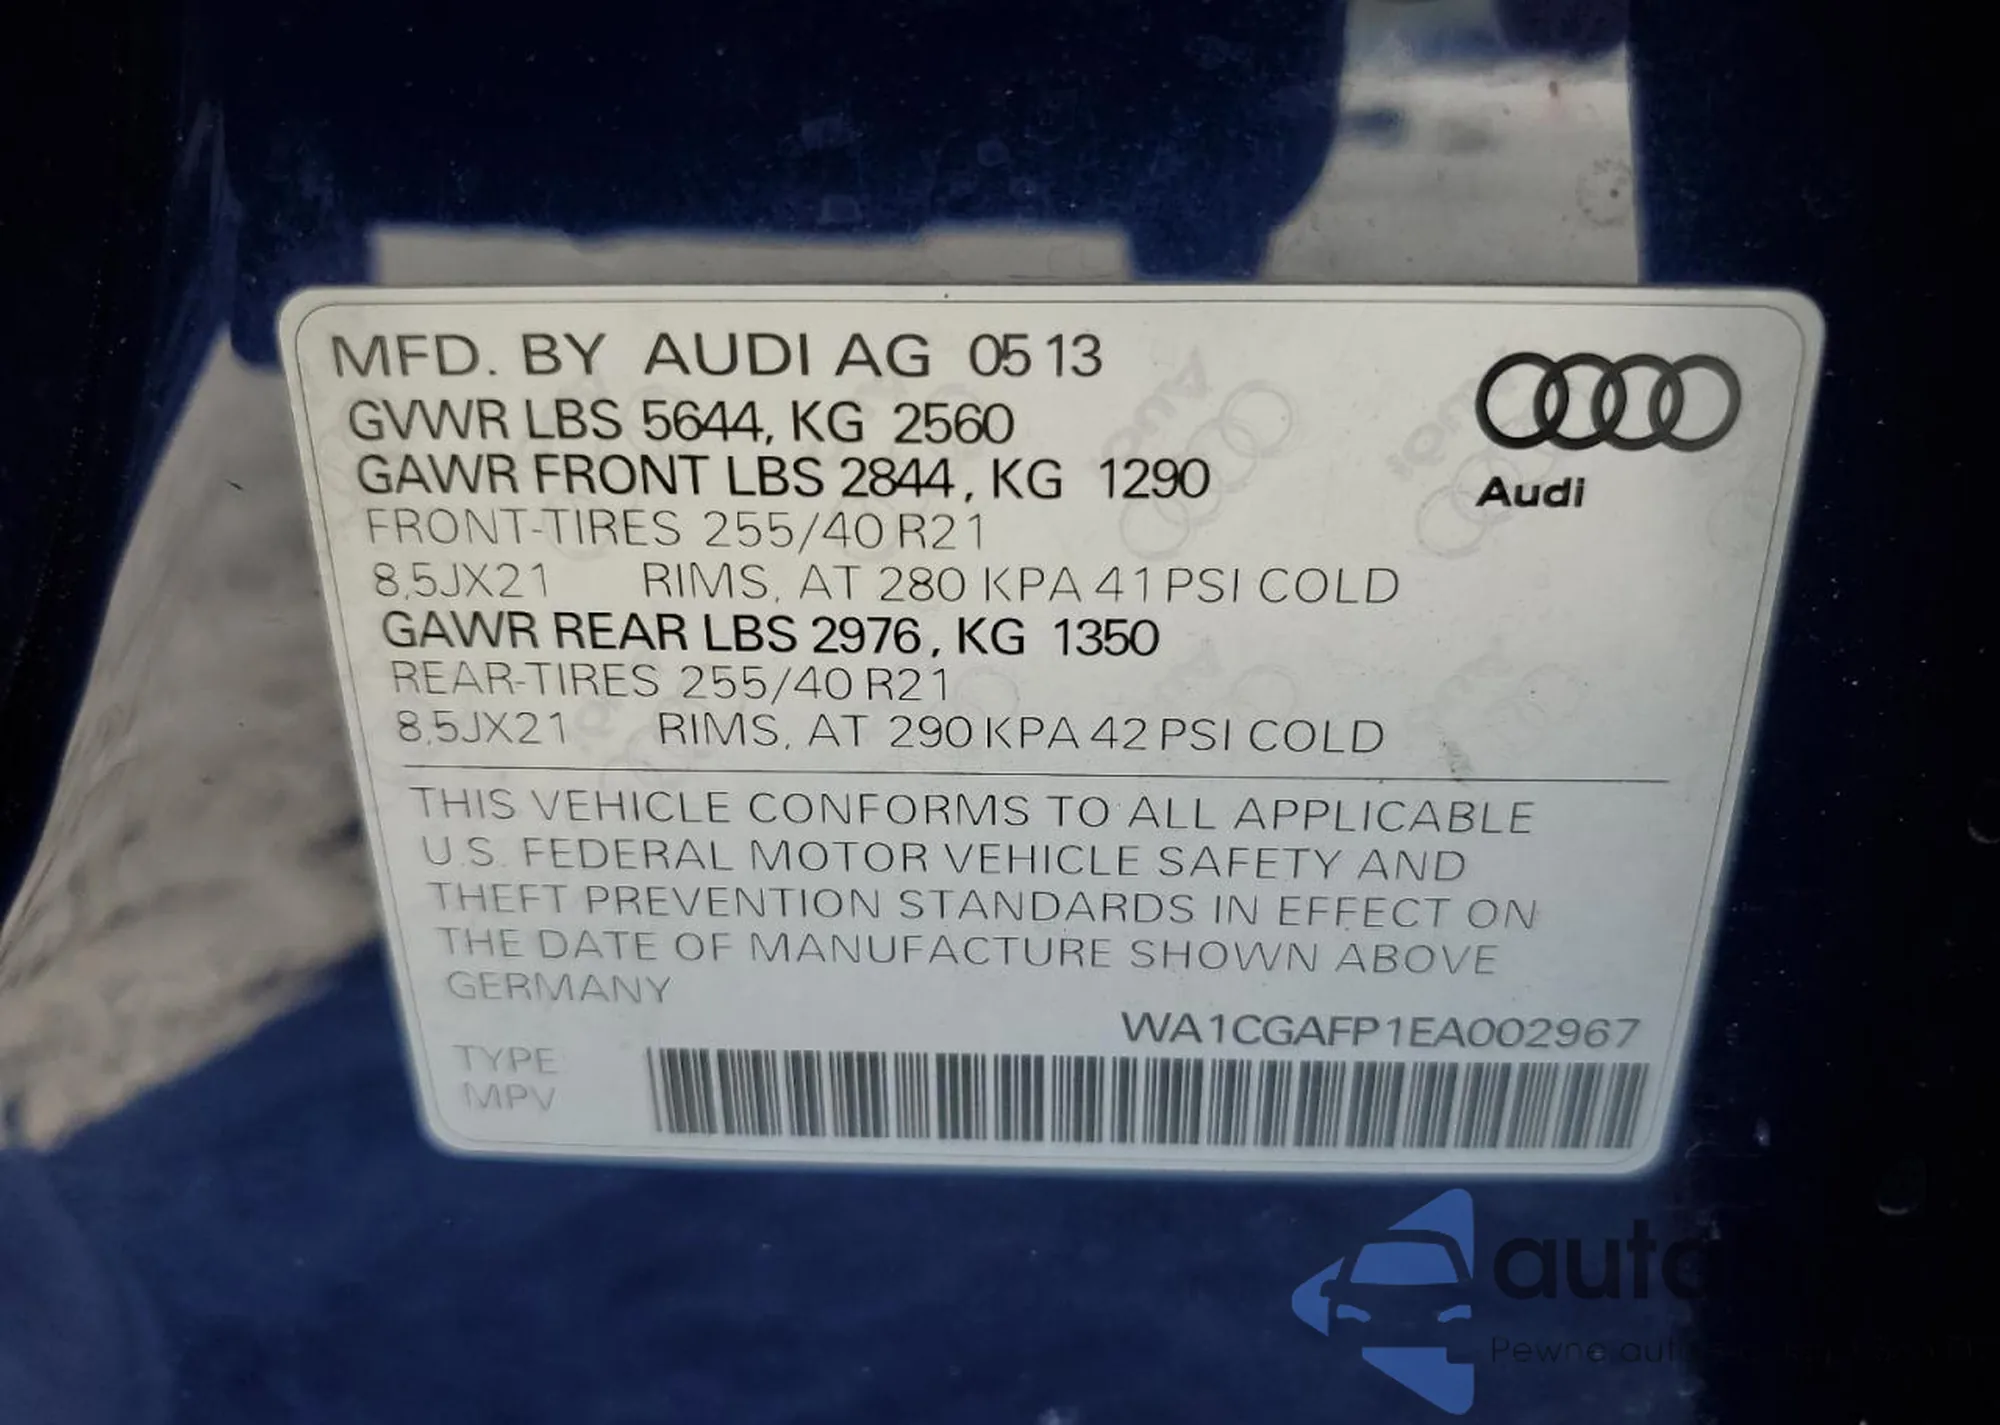 MFD. BY AUDI AG 05 13
GVWR LBS 5644, KG 2560
GAWR FRONT LBS 2844, KG 1290
FRONT-TIRES 255/40 R21
8,5JX21 RIMS, AT 280 KPA 41 PSI COLD
GAWR REAR LBS 2976, KG 1350
REAR-TIRES 255/40 R21
8,5JX21 RIMS, AT 290 KPA 42 PSI COLD
Audi
THIS VEHICLE CONFORMS TO ALL APPLICABLE
U.S. FEDERAL MOTOR VEHICLE SAFETY AND
THEFT PREVENTION STANDARDS IN EFFECT ON
THE DATE OF MANUFACTURE SHOWN ABOVE
GERMANY
WA1CGAFP1EA002967
TYPE
MPV
Pewne